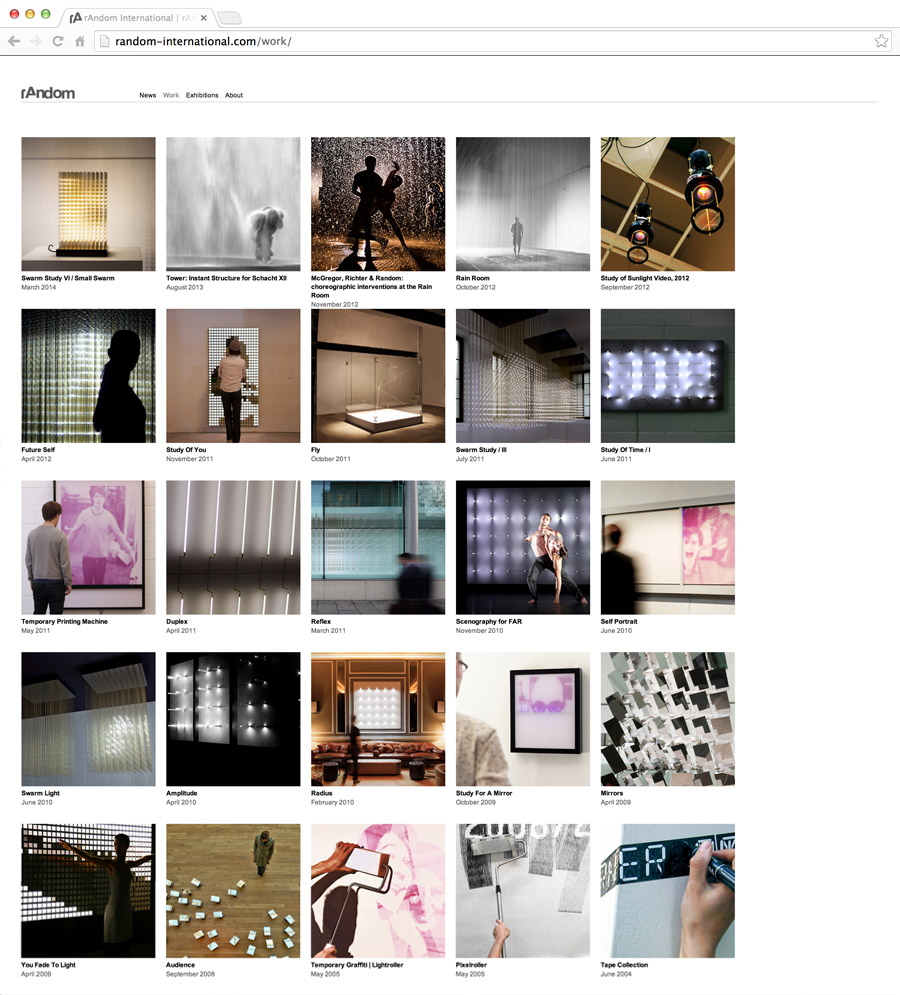 rAndom International | rA
random-international.com/work/
rAndom
News Work Exhibitions About
Swarm Study VI / Small Swarm
March 2014
Tower: Instant Structure for Schacht XII
August 2013
McGregor, Richter & Random:
choreographic interventions at the Rain
Room
November 2012
Rain Room
October 2012
Study of Sunlight Video, 2012
September 2012
Future Self
April 2012
Study Of You
November 2011
Fly
October 2011
Swarm Study / III
July 2011
Study Of Time / I
June 2011
Temporary Printing Machine
May 2011
Duplex
April 2011
Reflex
March 2011
Scenography for FAR
November 2010
Self Portrait
June 2010
Swarm Light
June 2010
Amplitude
April 2010
Radius
February 2010
Study For A Mirror
October 2009
Mirrors
April 2009
You Fade To Light
April 2009
Audience
September 2008
Temporary Graffiti | Lightroller
May 2005
Pixelroller
May 2005
Tape Collection
June 2004